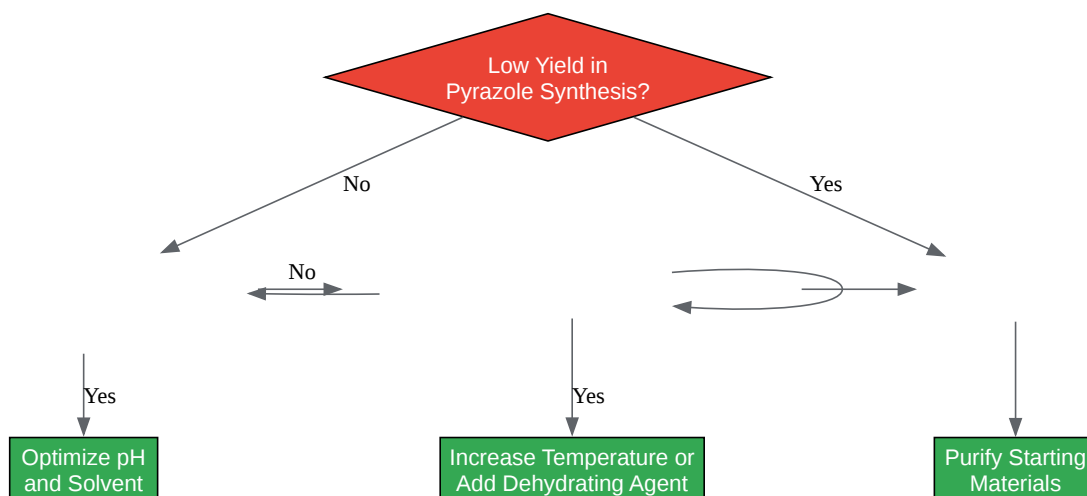 Low Yield in
Pyrazole Synthesis?
No
Yes
No
Yes
Yes
Optimize pH
and Solvent
Increase Temperature or
Add Dehydrating Agent
Purify Starting
Materials